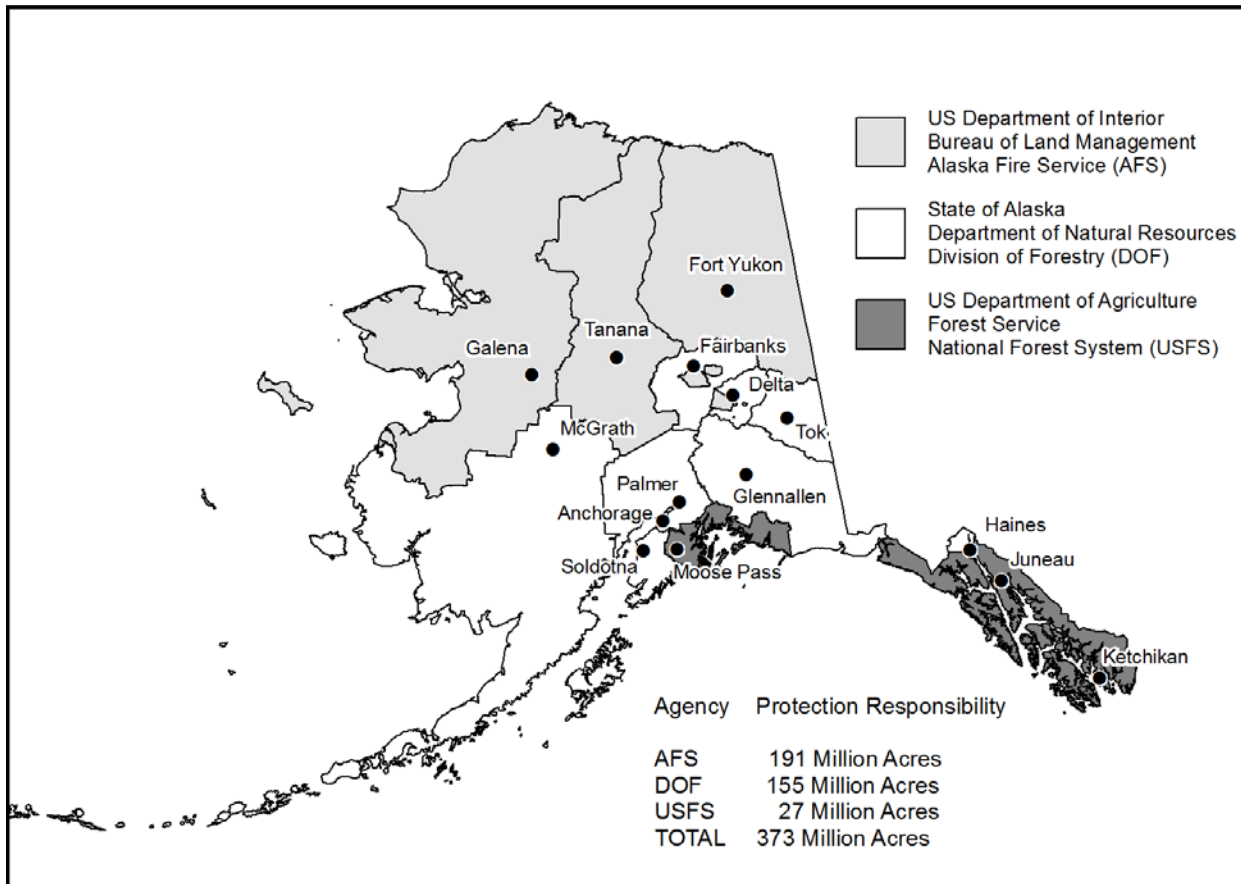 US Department of Interior
Bureau of Land Management
Alaska Fire Service (AFS)
State of Alaska
Department of Natural Resources
Division of Forestry (DOF)
US Department of Agriculture
Forest Service
National Forest System (USFS)
Fort Yukon
Tanana
Fairbanks
Galena
Delta
McGrath
Tok
Palmer
Glennallen
Anchorage
Haines
Soldotna
Moose Pass
Juneau
Ketchikan
Agency Protection Responsibility
AFS 191 Million Acres
DOF 155 Million Acres
USFS 27 Million Acres
TOTAL 373 Million Acres